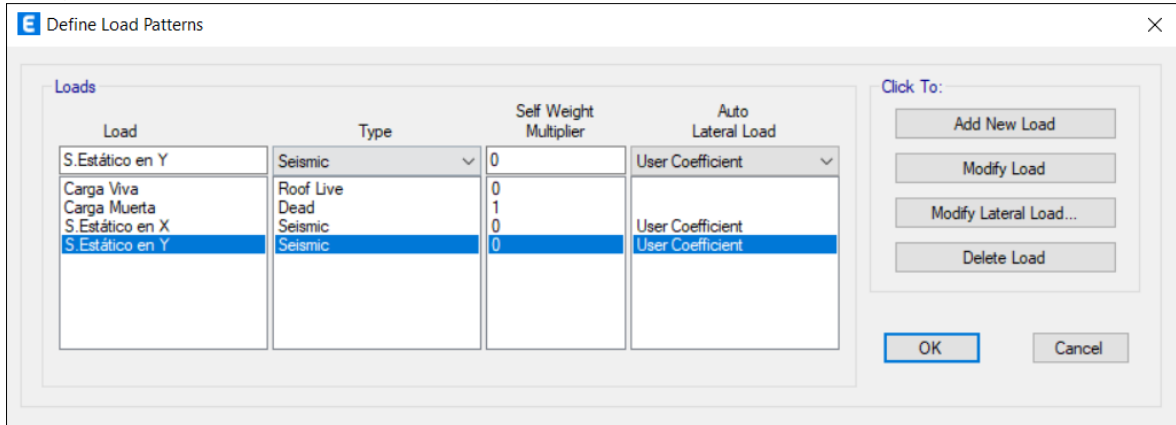 E Define Load Patterns
Loads
Click To:
Load Type Self Weight Multiplier Auto Lateral Load
S.Estático en Y Seismic 0 User Coefficient
Carga Viva Roof Live 0
Carga Muerta Dead 1
S.Estático en X Seismic 0 User Coefficient
S.Estático en Y Seismic 0 User Coefficient
Add New Load
Modify Load
Modify Lateral Load...
Delete Load
OK Cancel